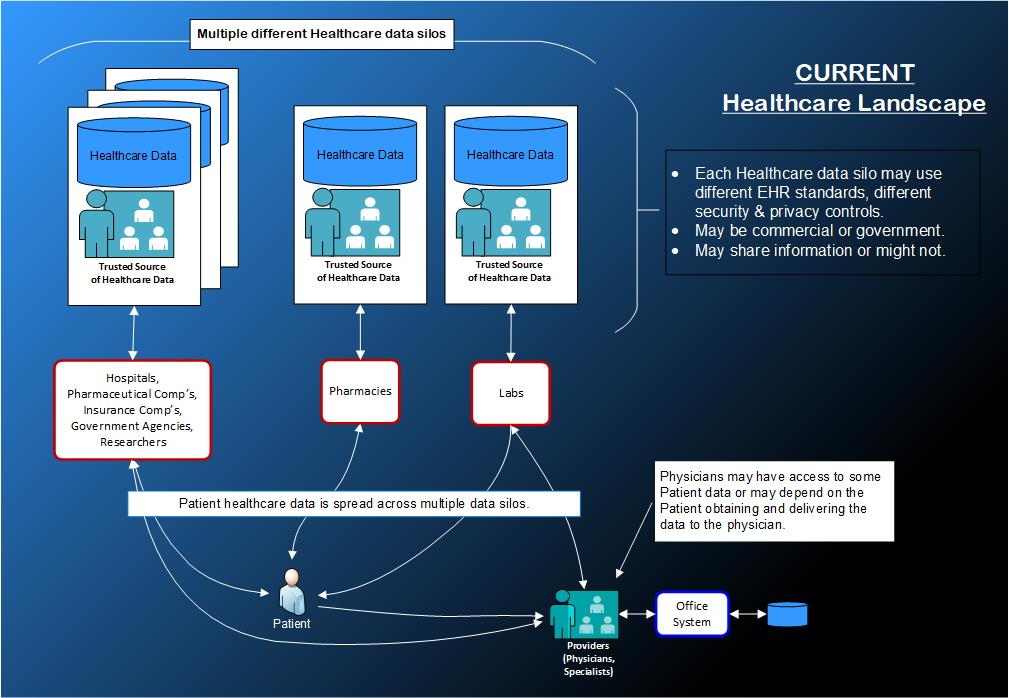 Multiple different Healthcare data silos
CURRENT
Healthcare Landscape
Healthcare Data
Trusted Source
of Healthcare Data
Healthcare Data
Trusted Source
of Healthcare Data
Healthcare Data
Trusted Source
of Healthcare Data
• Each Healthcare data silo may use
different EHR standards, different
security & privacy controls.
• May be commercial or government.
• May share information or might not.
Hospitals,
Pharmaceutical Comp's,
Insurance Comp's,
Government Agencies,
Researchers
Pharmacies
Labs
Patient healthcare data is spread across multiple data silos.
Physicians may have access to some
Patient data or may depend on the
Patient obtaining and delivering the
data to the physician.
Patient
Providers
(Physicians,
Specialists)
Office
System